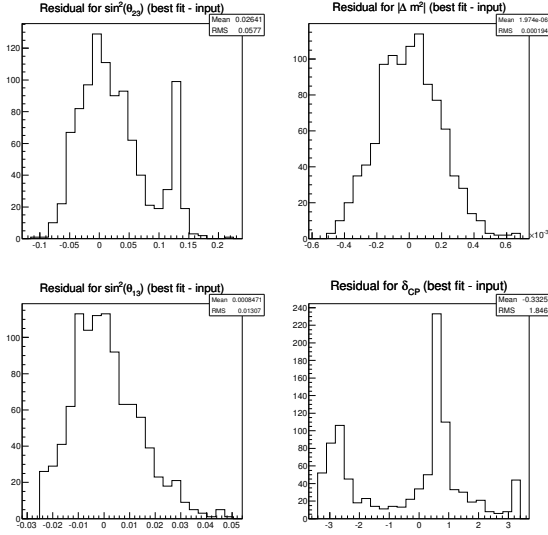 Residual for sin²(θ₂₃) (best fit - input)
Mean 0.02641
RMS 0.0577
120
100
80
60
40
20
0
-0.1 -0.05 0 0.05 0.1 0.15 0.2
Residual for |Δ m²| (best fit - input)
Mean 1.974e-06
RMS 0.000194
100
80
60
40
20
0
-0.6 -0.4 -0.2 0 0.2 0.4 0.6
Residual for sin²(θ₁₃) (best fit - input)
Mean 0.0008471
RMS 0.01307
100
80
60
40
20
0
-0.03 -0.02 -0.01 0 0.01 0.02 0.03 0.04 0.05
Residual for δCP (best fit - input)
Mean -0.3325
RMS 1.846
240
220
200
180
160
140
120
100
80
60
40
20
0
-3 -2 -1 0 1 2 3